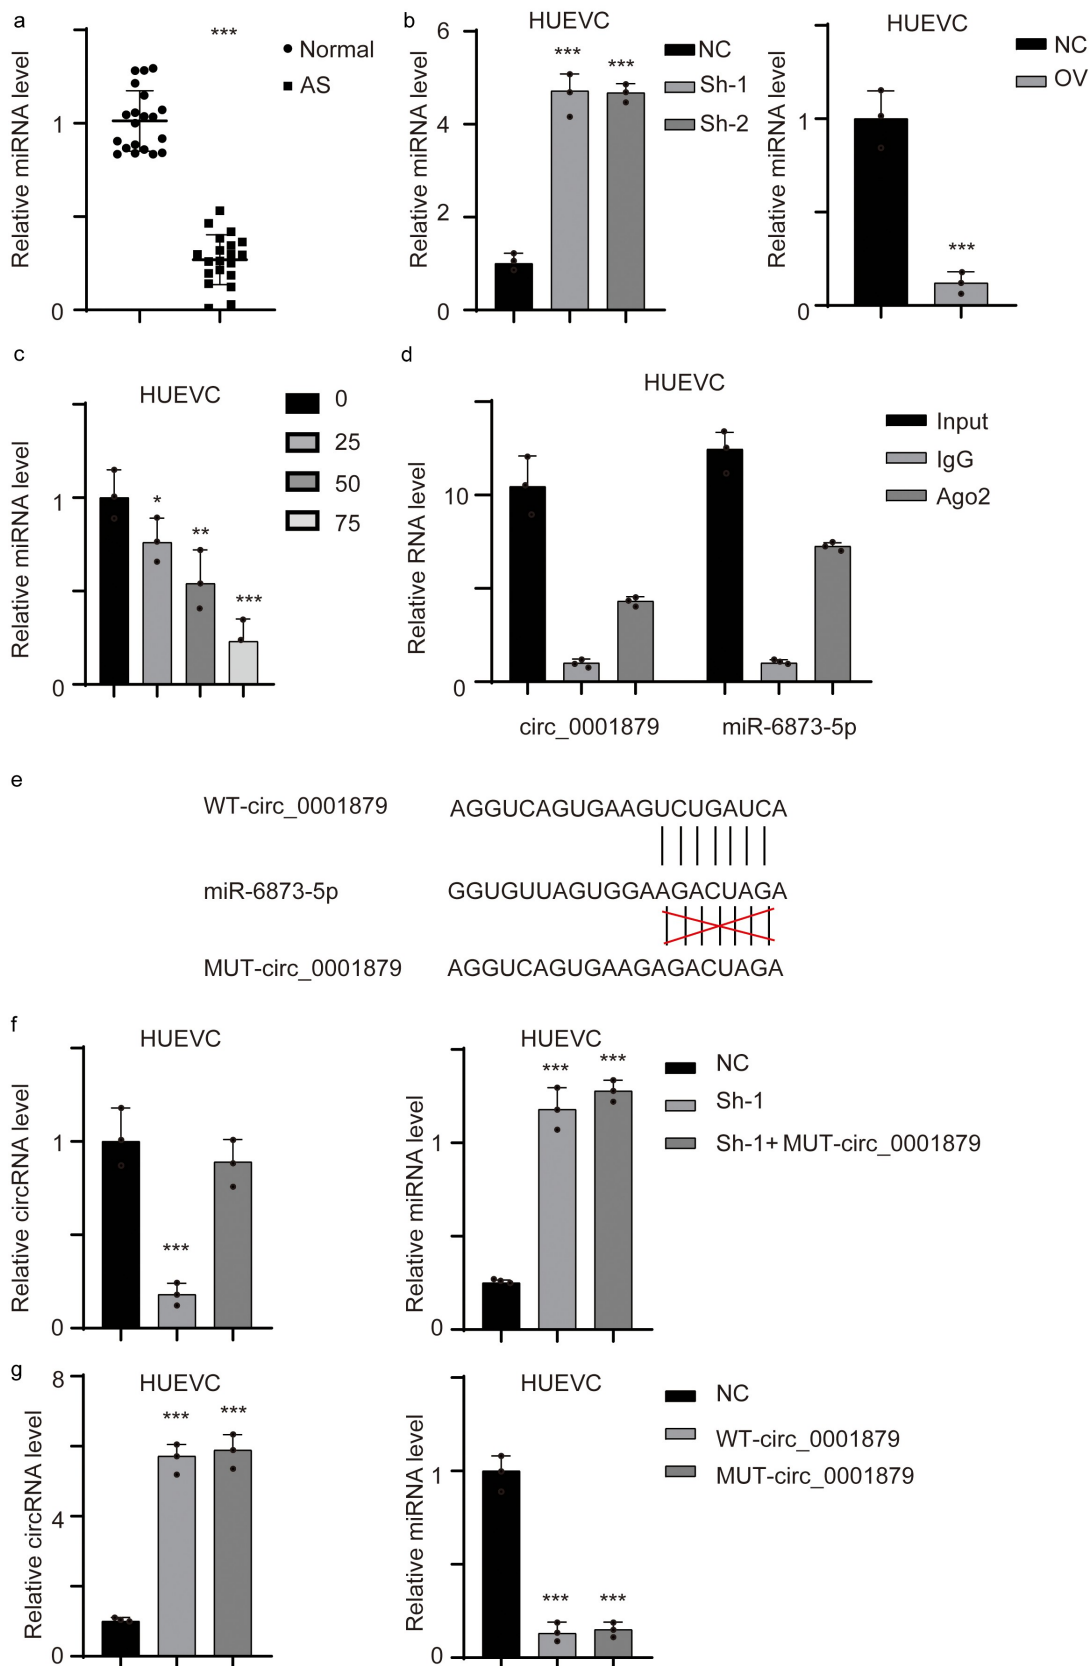 a
Relative miRNA level
1
0
***
Normal
AS
b
HUEVC
Relative miRNA level
6
4
2
0
***
***
NC
Sh-1
Sh-2
HUEVC
Relative miRNA level
1
0
***
NC
OV
c
HUEVC
Relative miRNA level
1
0
*
**
***
0
25
50
75
d
HUEVC
Relative RNA level
10
0
circ_0001879
miR-6873-5p
Input
IgG
Ago2
e
WT-circ_0001879 AGGUCAGUGAAGUCUGAUCA
miR-6873-5p GGUGUUAGUGGAAGACUAGA
MUT-circ_0001879 AGGUCAGUGAAGAGACUAGA
f
HUEVC
Relative circRNA level
1
0
***
HUEVC
Relative miRNA level
1
0
***
***
NC
Sh-1
Sh-1+ MUT-circ_0001879
g
HUEVC
Relative circRNA level
8
4
0
***
***
HUEVC
Relative miRNA level
1
0
***
***
NC
WT-circ_0001879
MUT-circ_0001879